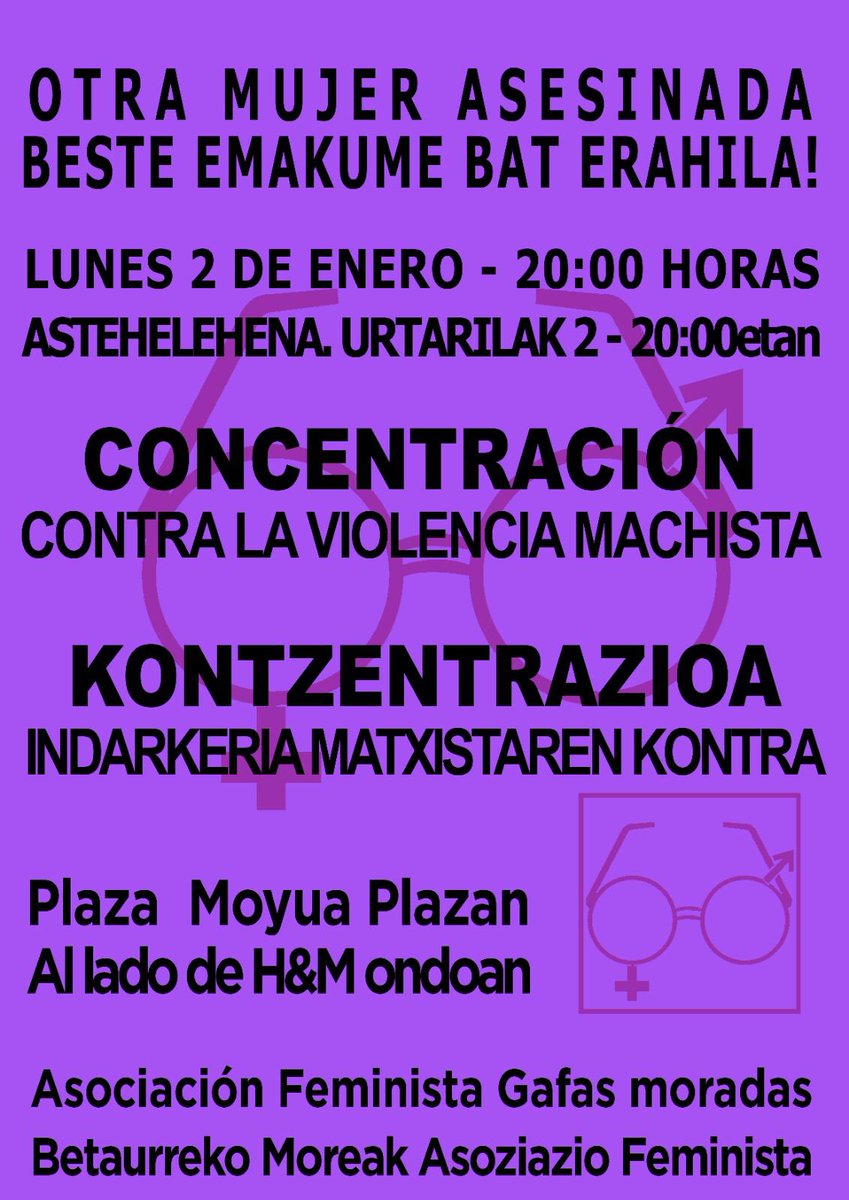 OTRA MUJER ASESINADA
BESTE EMAKUME BAT ERAHILA!
LUNES 2 DE ENERO - 20:00 HORAS
ASTEHELEHENA. URTARILAK 2 - 20:00etan
CONCENTRACIÓN
CONTRA LA VIOLENCIA MACHISTA
KONTZENTRAZIOA
INDARKERIA MATXISTAREN KONTRA
Plaza Moyua Plazan
Al lado de H&M ondoan
Asociación Feminista Gafas moradas
Betaurreko Moreak Asoziazio Feminista